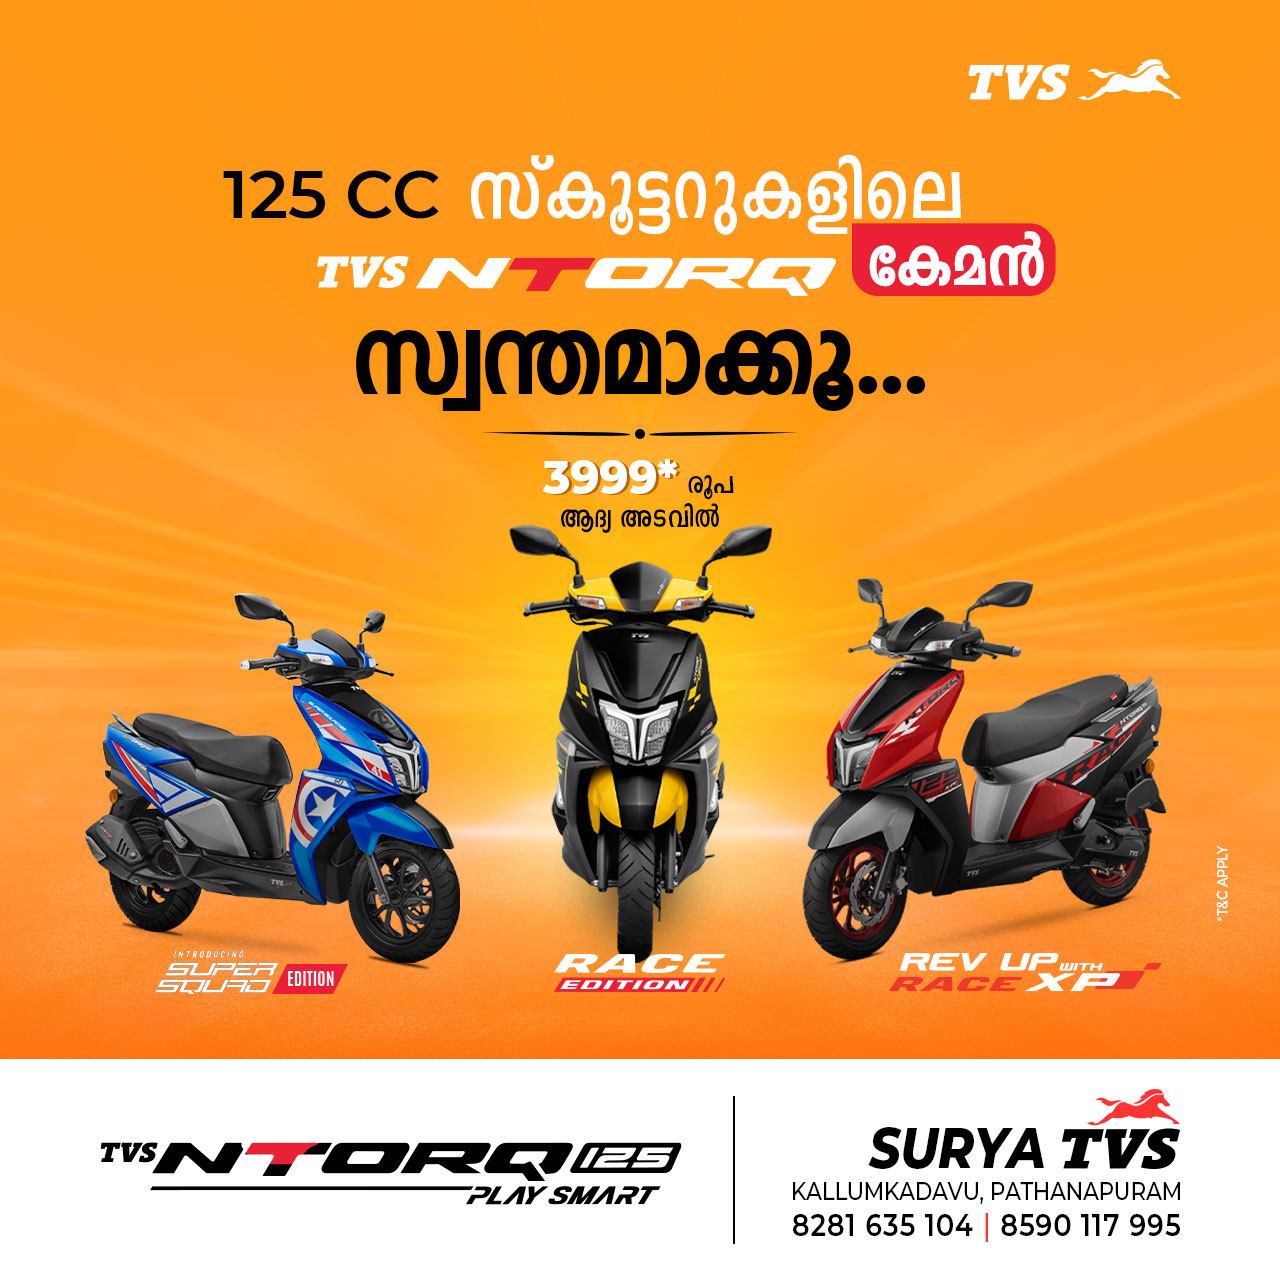 TVS
125 CC സ്കൂട്ടറുകളിലെ
TVS NTORQ കേമൻ
സ്വന്തമാക്കൂ...
3999* രൂപ
ആദ്യ അടവിൽ
INTRODUCING
SUPER
SQUAD EDITION
RACE
EDITION
REV UP WITH
RACE XP
*T&C APPLY
TVS NTORQ 125
PLAY SMART
SURYA TVS
KALLUMKADAVU, PATHANAPURAM
8281 635 104 | 8590 117 995